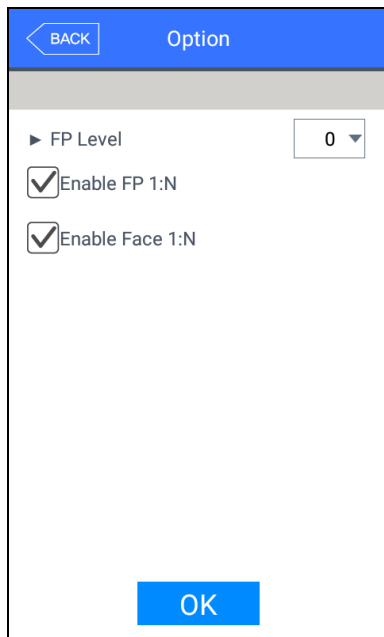 BACK
Option
► FP Level
0
Enable FP 1:N
Enable Face 1:N
OK